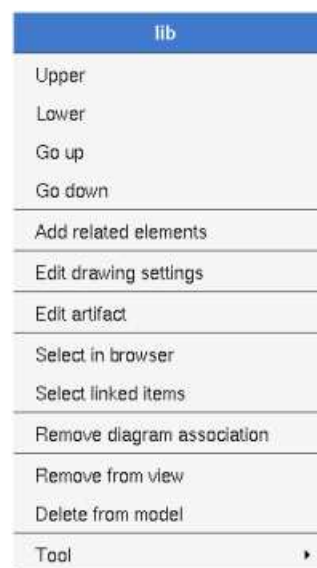 lib
Upper
Lower
Go up
Go down
Add related elements
Edit drawing settings
Edit artifact
Select in browser
Select linked items
Remove diagram association
Remove from view
Delete from model
Tool